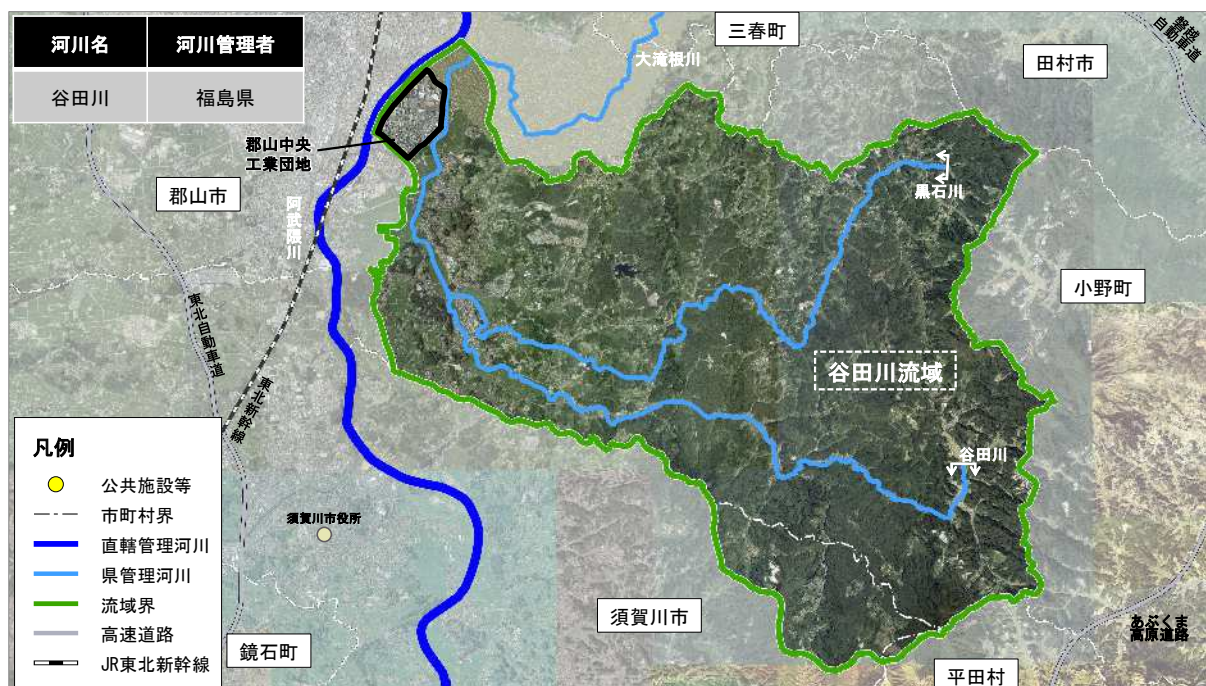 河川名 河川管理者
谷田川 福島県
三春町
大滝根川
田村市
磐越
自動車道
郡山中央
工業団地
郡山市
阿武隈川
黒石川
小野町
東北自動車道
東北新幹線
谷田川流域
谷田川
凡例
公共施設等
市町村界
直轄管理河川
県管理河川
流域界
高速道路
JR東北新幹線
須賀川市役所
須賀川市
鏡石町
あぶくま
高原道路
平田村